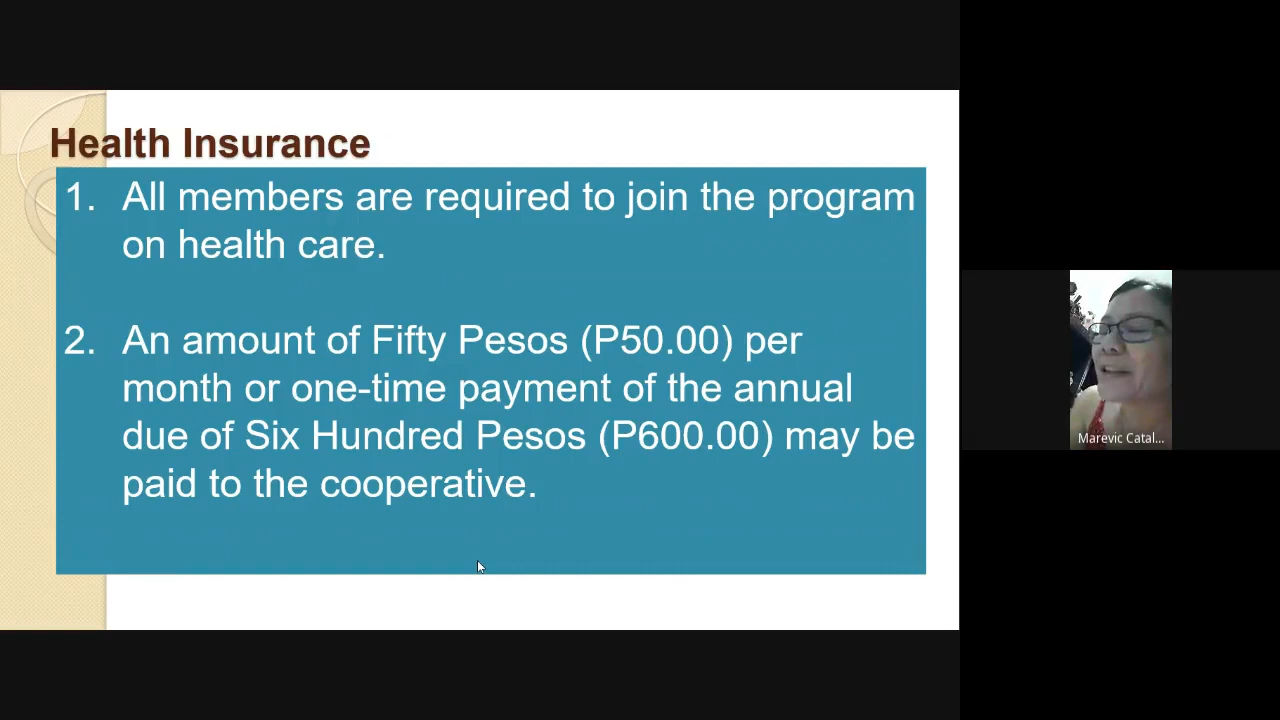 Health Insurance
1. All members are required to join the program
on health care.
2. An amount of Fifty Pesos (P50.00) per
month or one-time payment of the annual
due of Six Hundred Pesos (P600.00) may be
paid to the cooperative.
Marevic Catal...